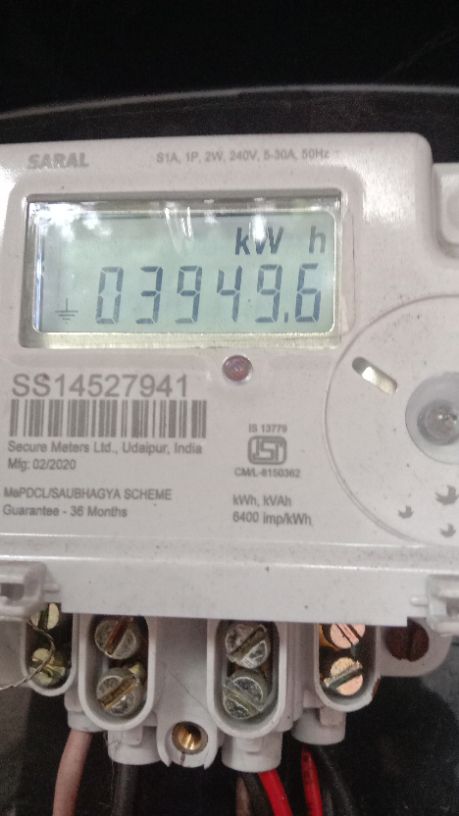 SARAL
S1A, 1P, 2W, 240V, 5-30A, 50Hz
kW h
03949.6
SS14527941
Secure Meters Ltd., Udaipur, India
Mfg: 02/2020
MePDCL/SAUBHAGYA SCHEME
Guarantee - 36 Months
IS 13779
CM/L-8150362
kWh, kVAh
6400 imp/kWh